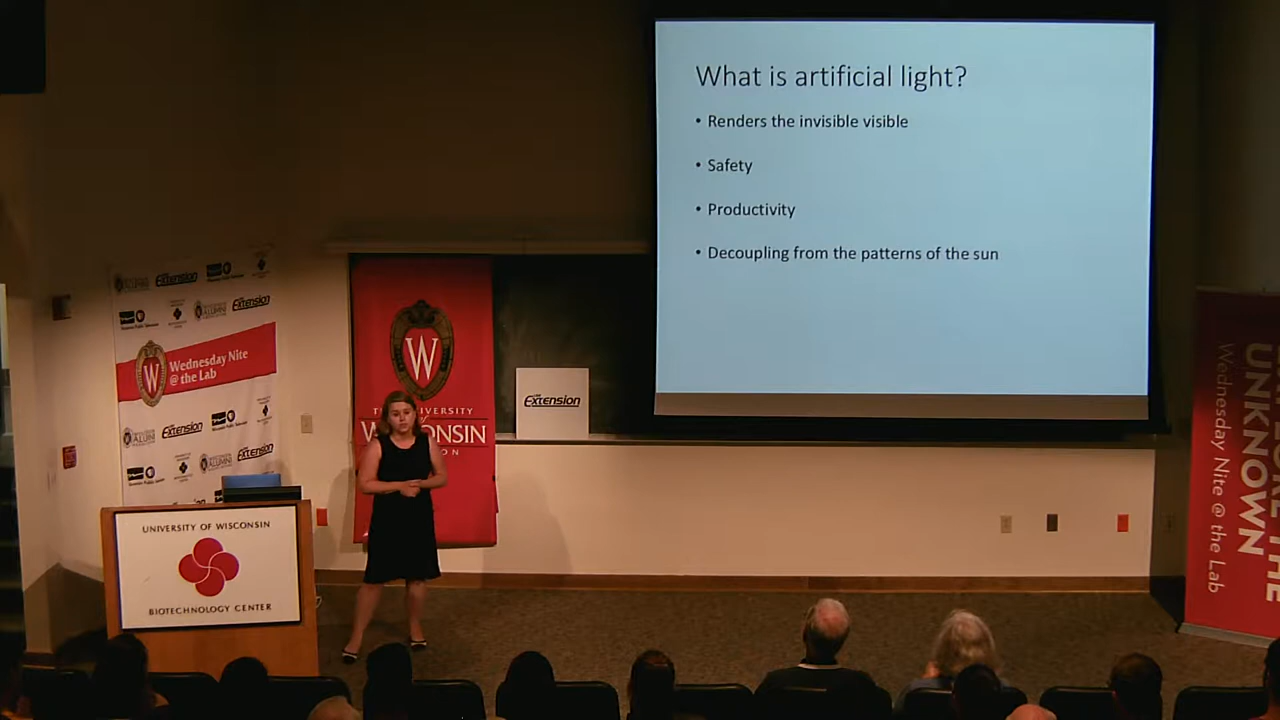 What is artificial light?
• Renders the invisible visible
• Safety
• Productivity
• Decoupling from the patterns of the sun
Extension
Extension
Wednesday Nite
@ the Lab
Extension
Extension
W
W
UNIVERSITY
Extension
UNIVERSITY OF WISCONSIN
BIOTECHNOLOGY CENTER
THE
UNKNOWN
Wednesday Nite @ the Lab